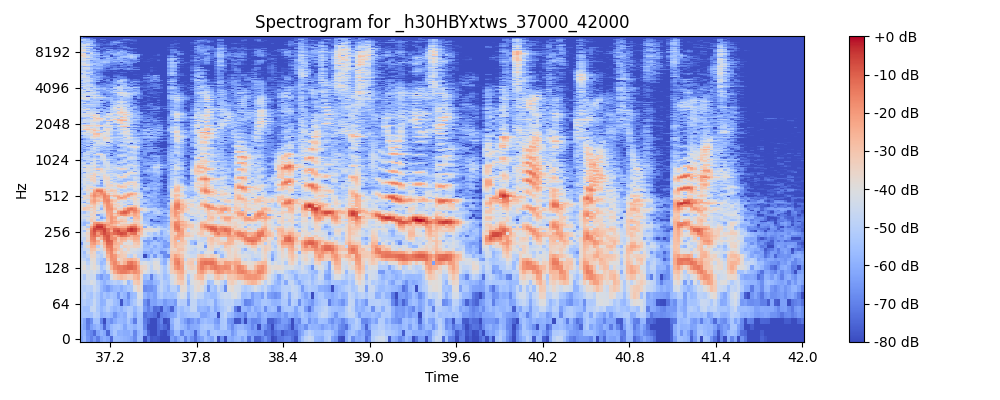 Spectrogram for _h30HBYxtws_37000_42000
8192
4096
2048
1024
512
256
128
64
0
Hz
37.2 37.8 38.4 39.0 39.6 40.2 40.8 41.4 42.0
Time
+0 dB
-10 dB
-20 dB
-30 dB
-40 dB
-50 dB
-60 dB
-70 dB
-80 dB